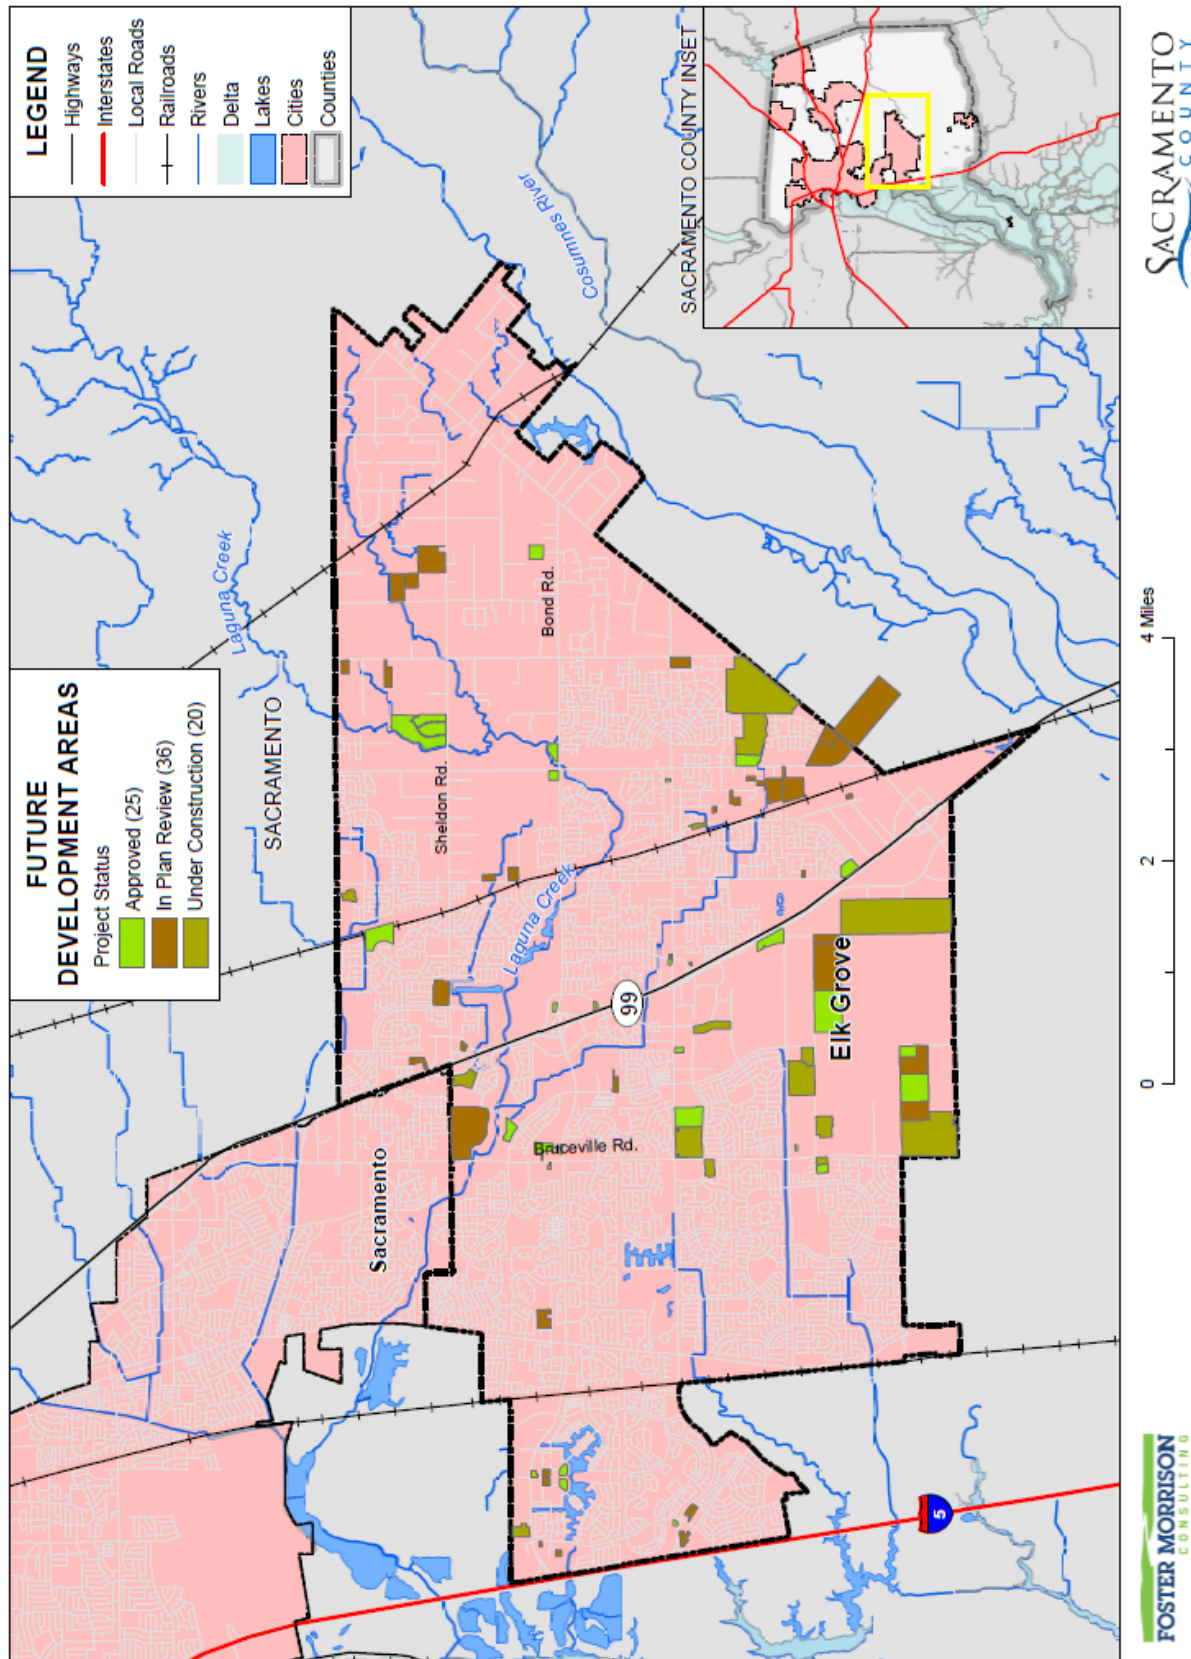 LEGEND
Highways
Interstates
Local Roads
Railroads
Rivers
Delta
Lakes
Cities
Counties
FUTURE
DEVELOPMENT AREAS
Project Status
Approved (25)
In Plan Review (36)
Under Construction (20)
SACRAMENTO
Laguna Creek
Cosumnes River
SACRAMENTO COUNTY INSET
Sheldon Rd.
Bond Rd.
Laguna Creek
Sacramento
99
Bruceville Rd.
Elk Grove
5
0
2
4 Miles
FOSTER MORRISON
CONSULTING
SACRAMENTO
COUNTY